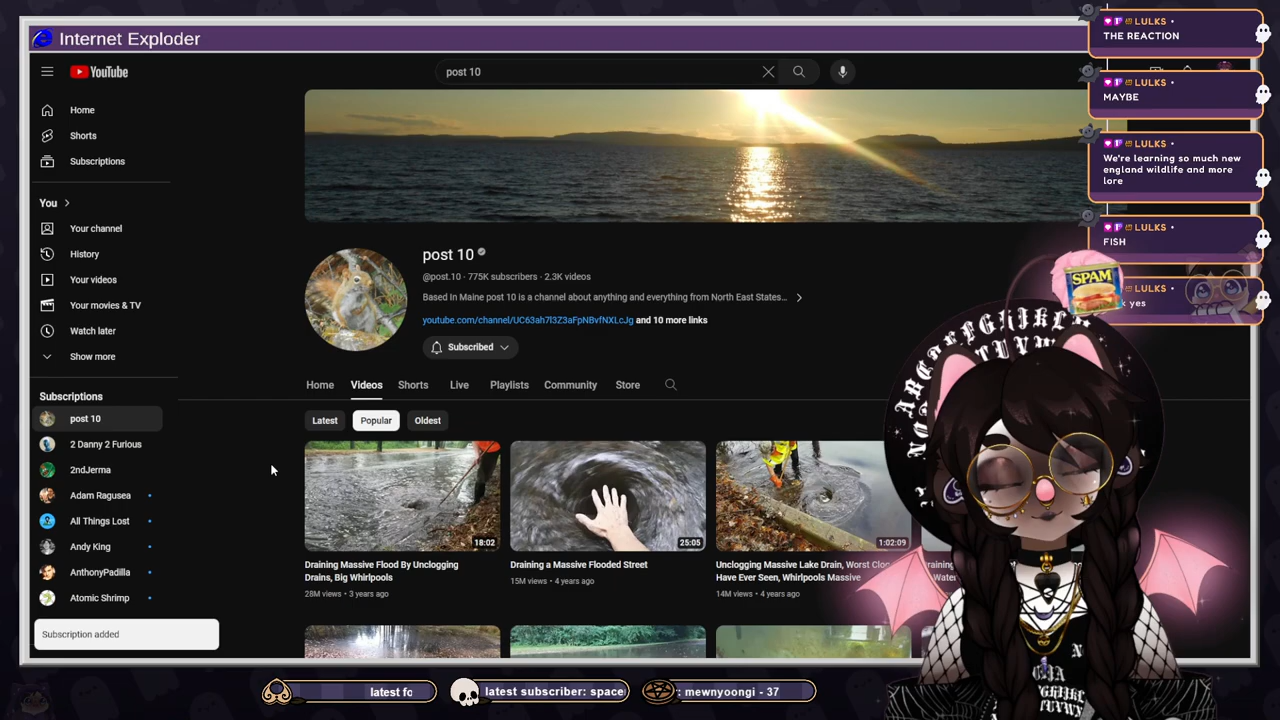 Internet Exploder
YouTube
post 10
Home
Shorts
Subscriptions
You
Your channel
History
Your videos
Your movies & TV
Watch later
Show more
Subscriptions
post 10
2 Danny 2 Furious
2ndJerma
Adam Ragusea
All Things Lost
Andy King
AnthonyPadilla
Atomic Shrimp
Subscription added
post 10
@post.10 · 775K subscribers · 2.3K videos
Based In Maine post 10 is a channel about anything and everything from North East States...
youtube.com/channel/UC63ah7l3Z3aFpNBvfNXLcJg and 10 more links
Subscribed
Home Videos Shorts Live Playlists Community Store
Latest Popular Oldest
18:02
25:05
1:02:09
Draining Massive Flood By Unclogging
Drains, Big Whirlpools
28M views · 3 years ago
Draining a Massive Flooded Street
15M views · 4 years ago
Unclogging Massive Lake Drain, Worst
Have Ever Seen, Whirlpools Massive
14M views · 4 years ago
LULKS •
THE REACTION
LULKS •
MAYBE
LULKS •
We're learning so much new
england wildlife and more
lore
LULKS •
FISH
LULKS •
yes
SPAM
latest
latest subscriber:
: mewnyoongi - 37